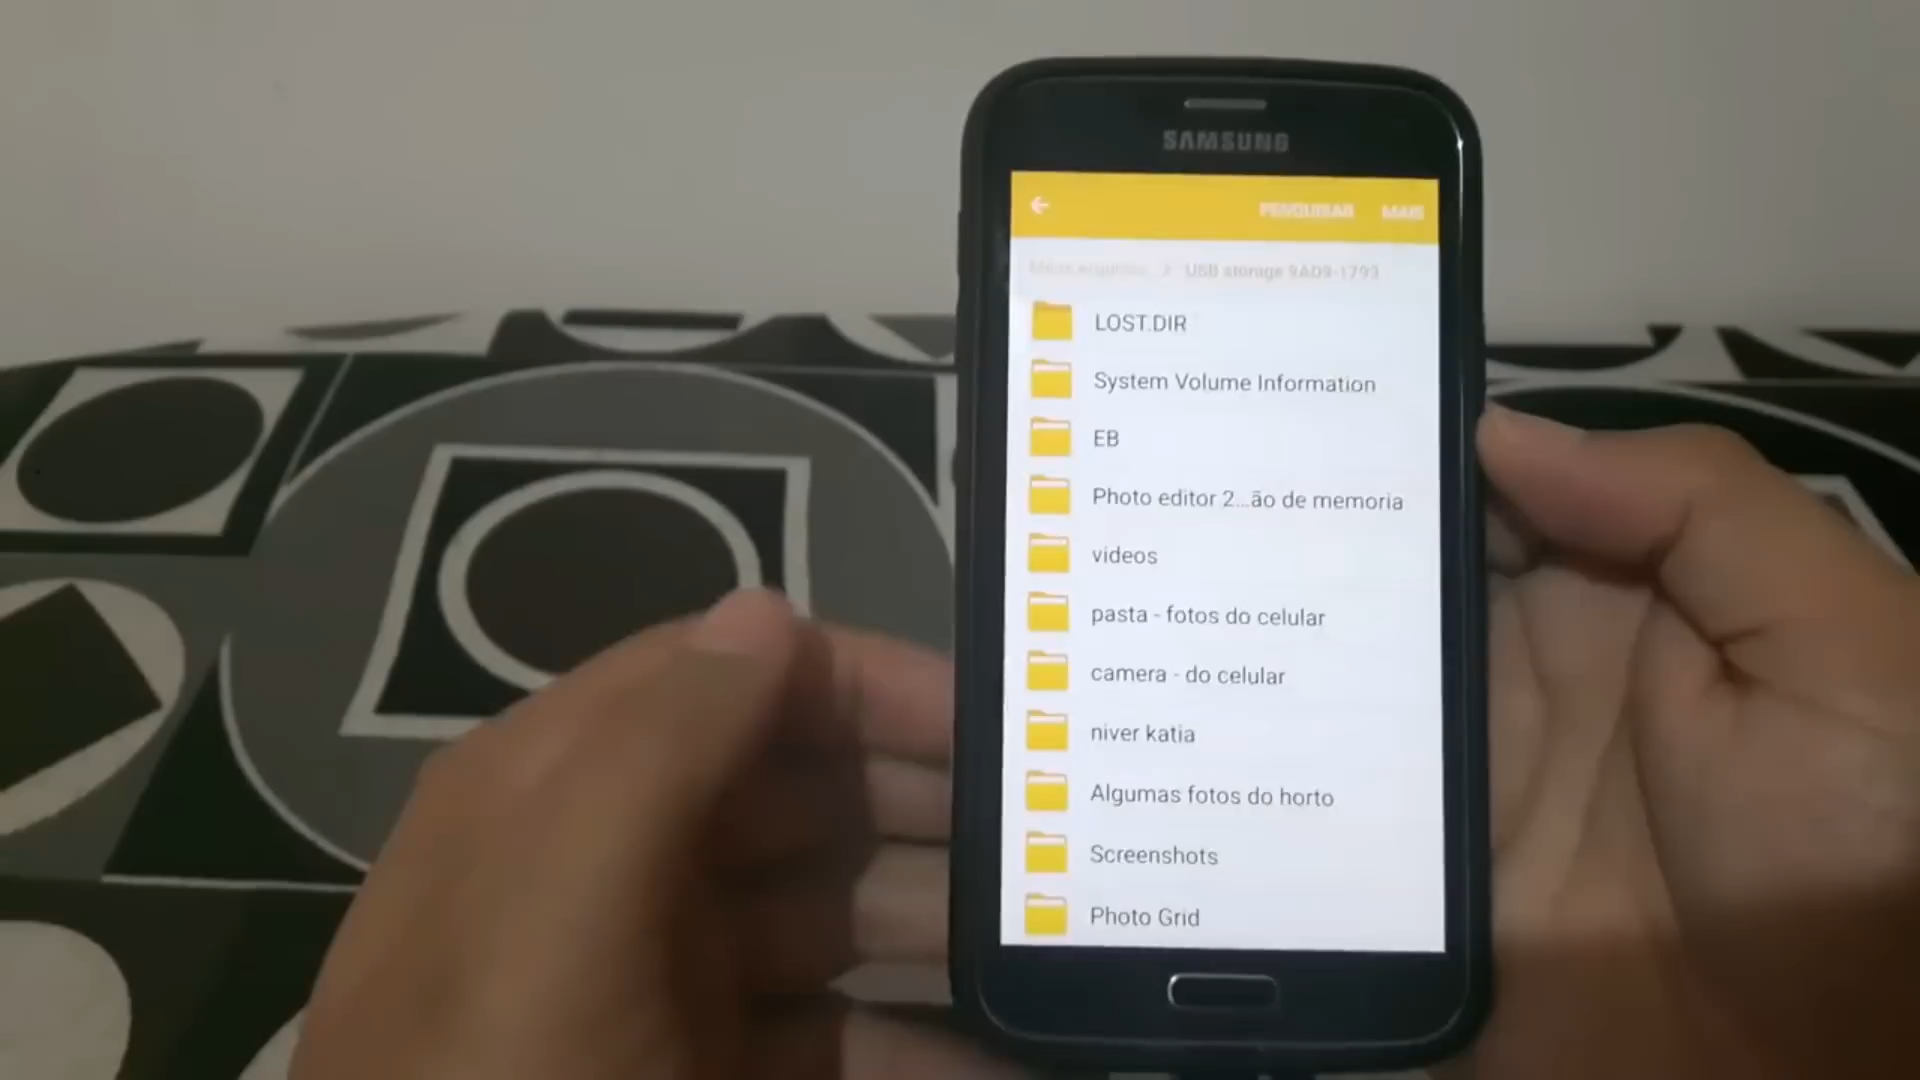 SAMSUNG
PESQUISAR MAIS
Meus arquivos > USB storage 9AD9-1793
LOST.DIR
System Volume Information
EB
Photo editor 2...ão de memoria
videos
pasta - fotos do celular
camera - do celular
niver katia
Algumas fotos do horto
Screenshots
Photo Grid